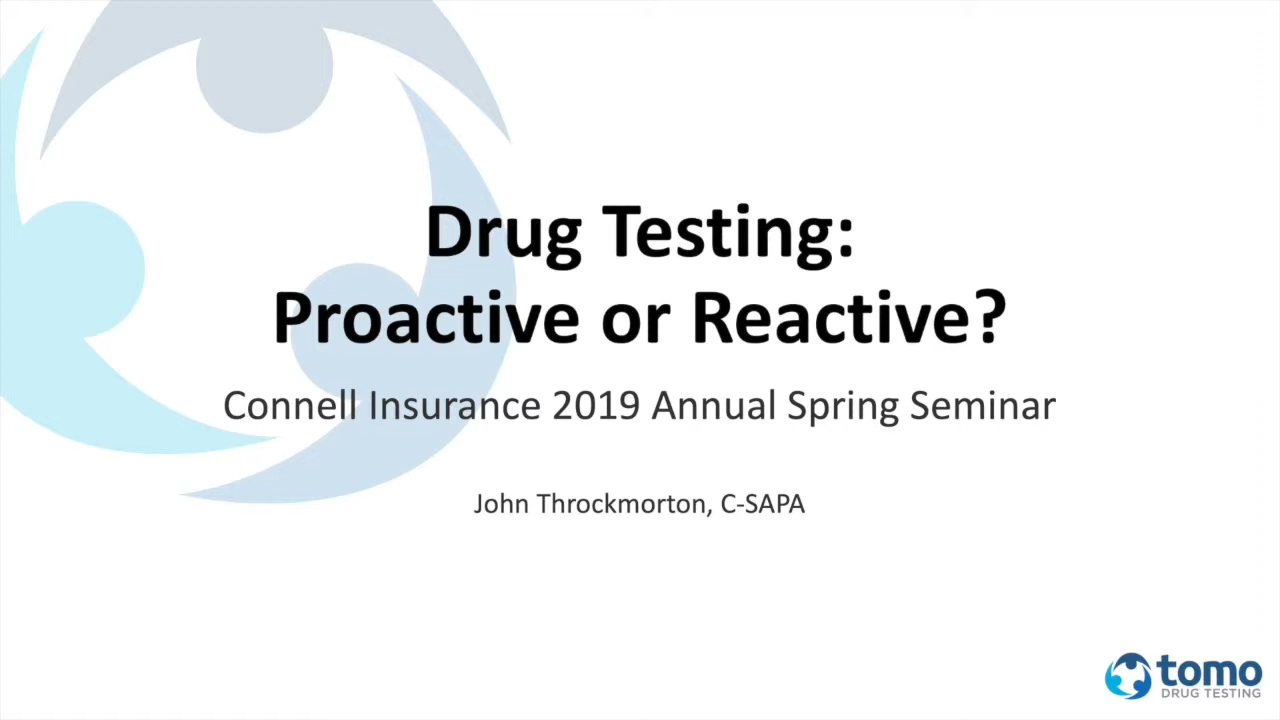 Drug Testing:
Proactive or Reactive?
Connell Insurance 2019 Annual Spring Seminar
John Throckmorton, C-SAPA
tomo
DRUG TESTING